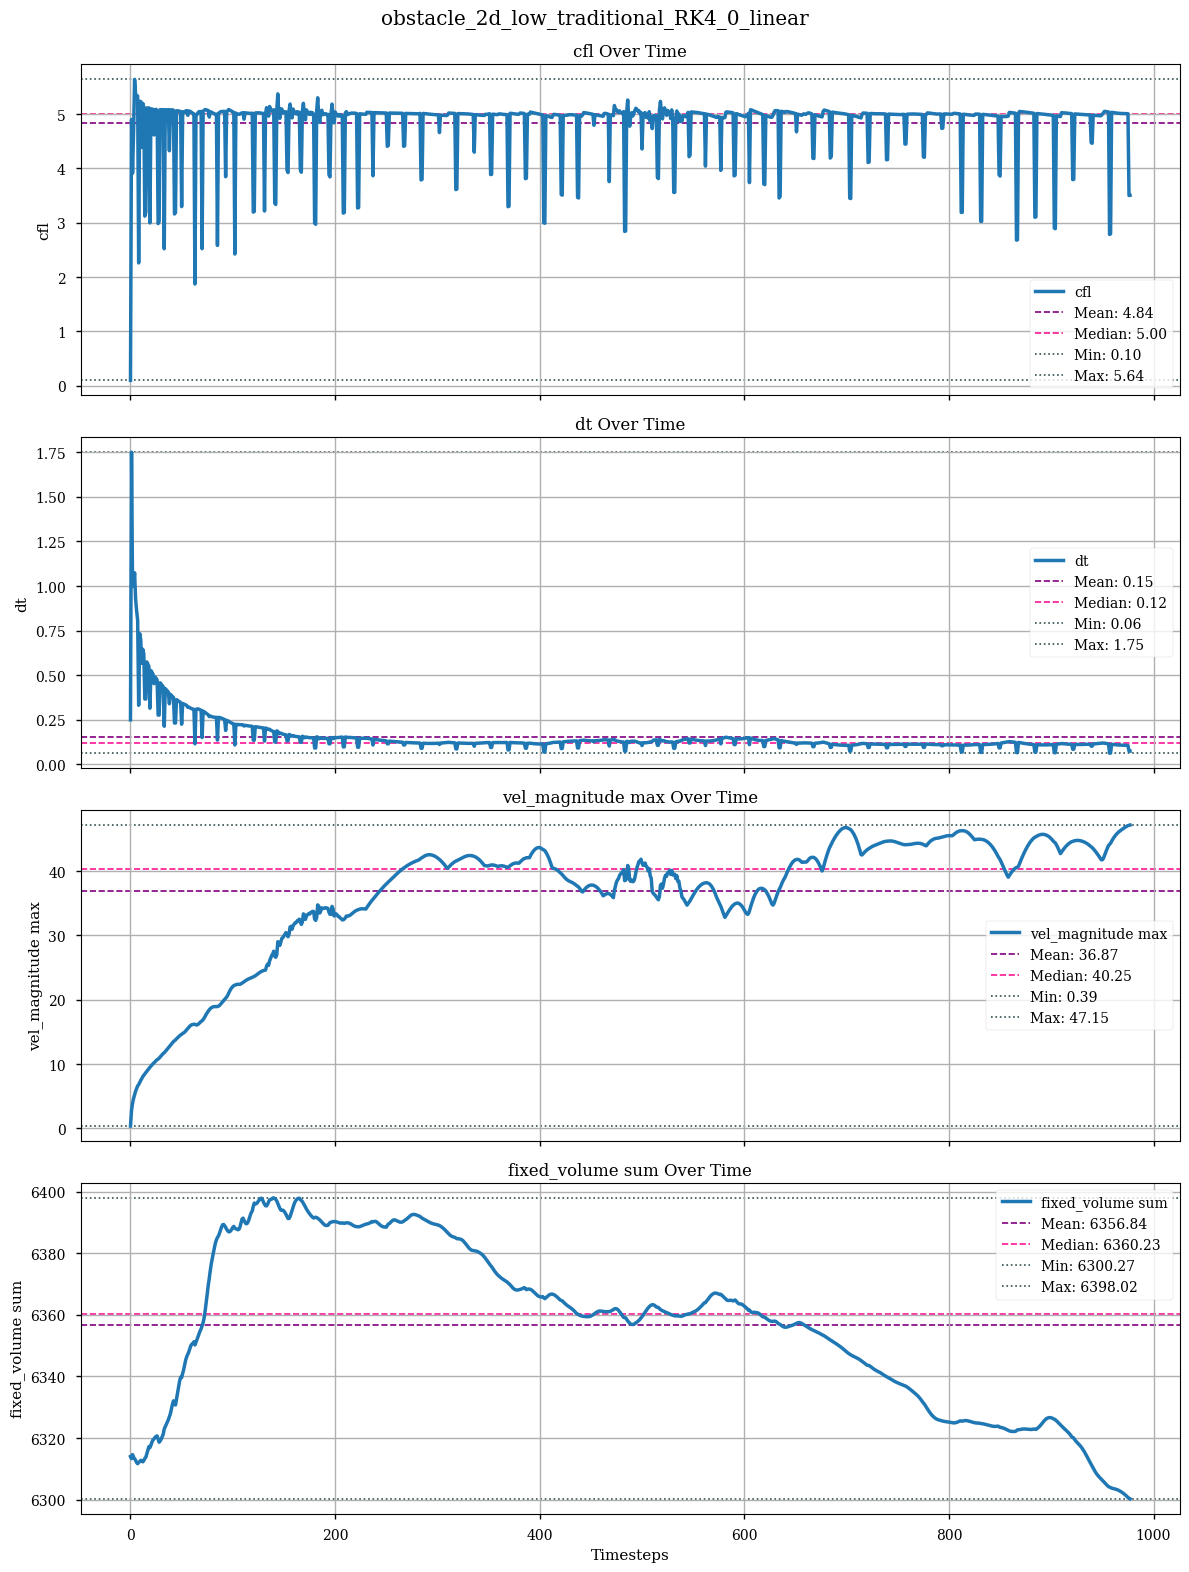 obstacle_2d_low_traditional_RK4_0_linear
cfl Over Time
cfl
5
4
3
2
1
0
cfl
Mean: 4.84
Median: 5.00
Min: 0.10
Max: 5.64
dt Over Time
dt
1.75
1.50
1.25
1.00
0.75
0.50
0.25
0.00
dt
Mean: 0.15
Median: 0.12
Min: 0.06
Max: 1.75
vel_magnitude max Over Time
vel_magnitude max
40
30
20
10
0
vel_magnitude max
Mean: 36.87
Median: 40.25
Min: 0.39
Max: 47.15
fixed_volume sum Over Time
fixed_volume sum
6400
6380
6360
6340
6320
6300
fixed_volume sum
Mean: 6356.84
Median: 6360.23
Min: 6300.27
Max: 6398.02
0 200 400 600 800 1000
Timesteps